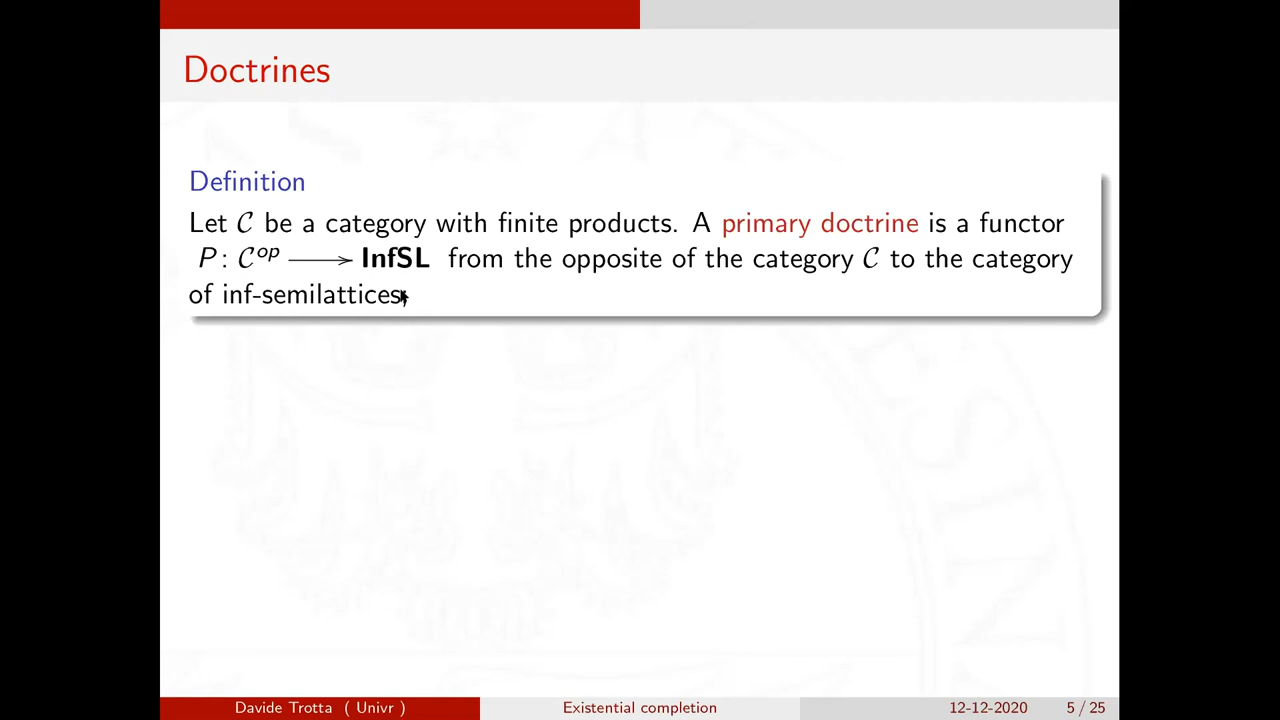 Doctrines
Definition
Let 𝒞 be a category with finite products. A primary doctrine is a functor
P: 𝒞^op ⟶ InfSL from the opposite of the category 𝒞 to the category
of inf-semilattices
Davide Trotta ( Univr ) Existential completion 12-12-2020 5 / 25